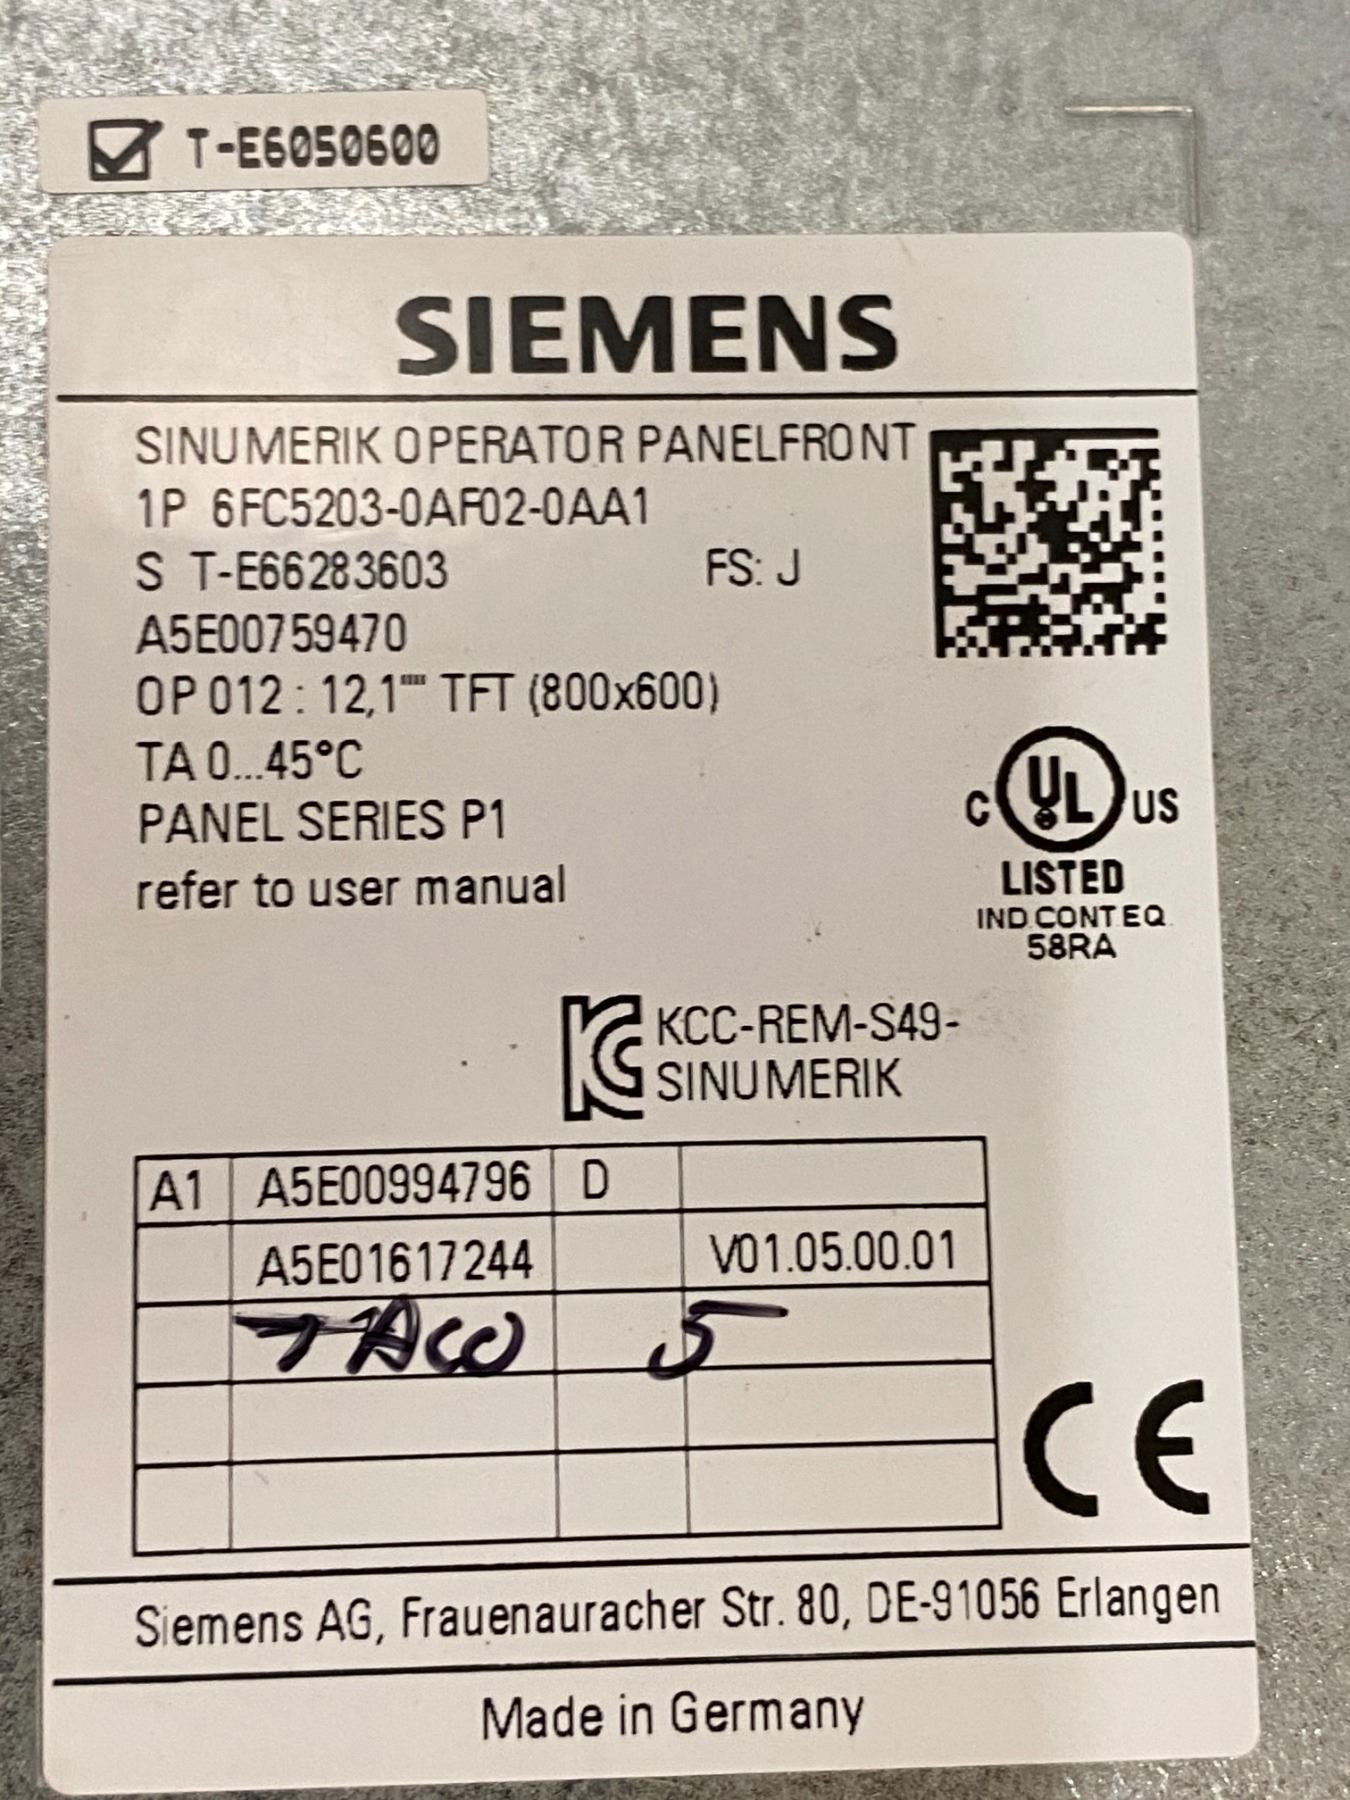 T-E6050600
SIEMENS
SINUMERIK OPERATOR PANELFRONT
1P 6FC5203-0AF02-0AA1
S T-E66283603 FS: J
A5E00759470
OP 012 : 12,1"" TFT (800x600)
TA 0...45°C
PANEL SERIES P1
refer to user manual
C UL US
LISTED
IND.CONT.EQ.
58RA
KCC-REM-S49-
SINUMERIK
A1 A5E00994796 D
A5E01617244 V01.05.00.01
TACO 5
CE
Siemens AG, Frauenauracher Str. 80, DE-91056 Erlangen
Made in Germany